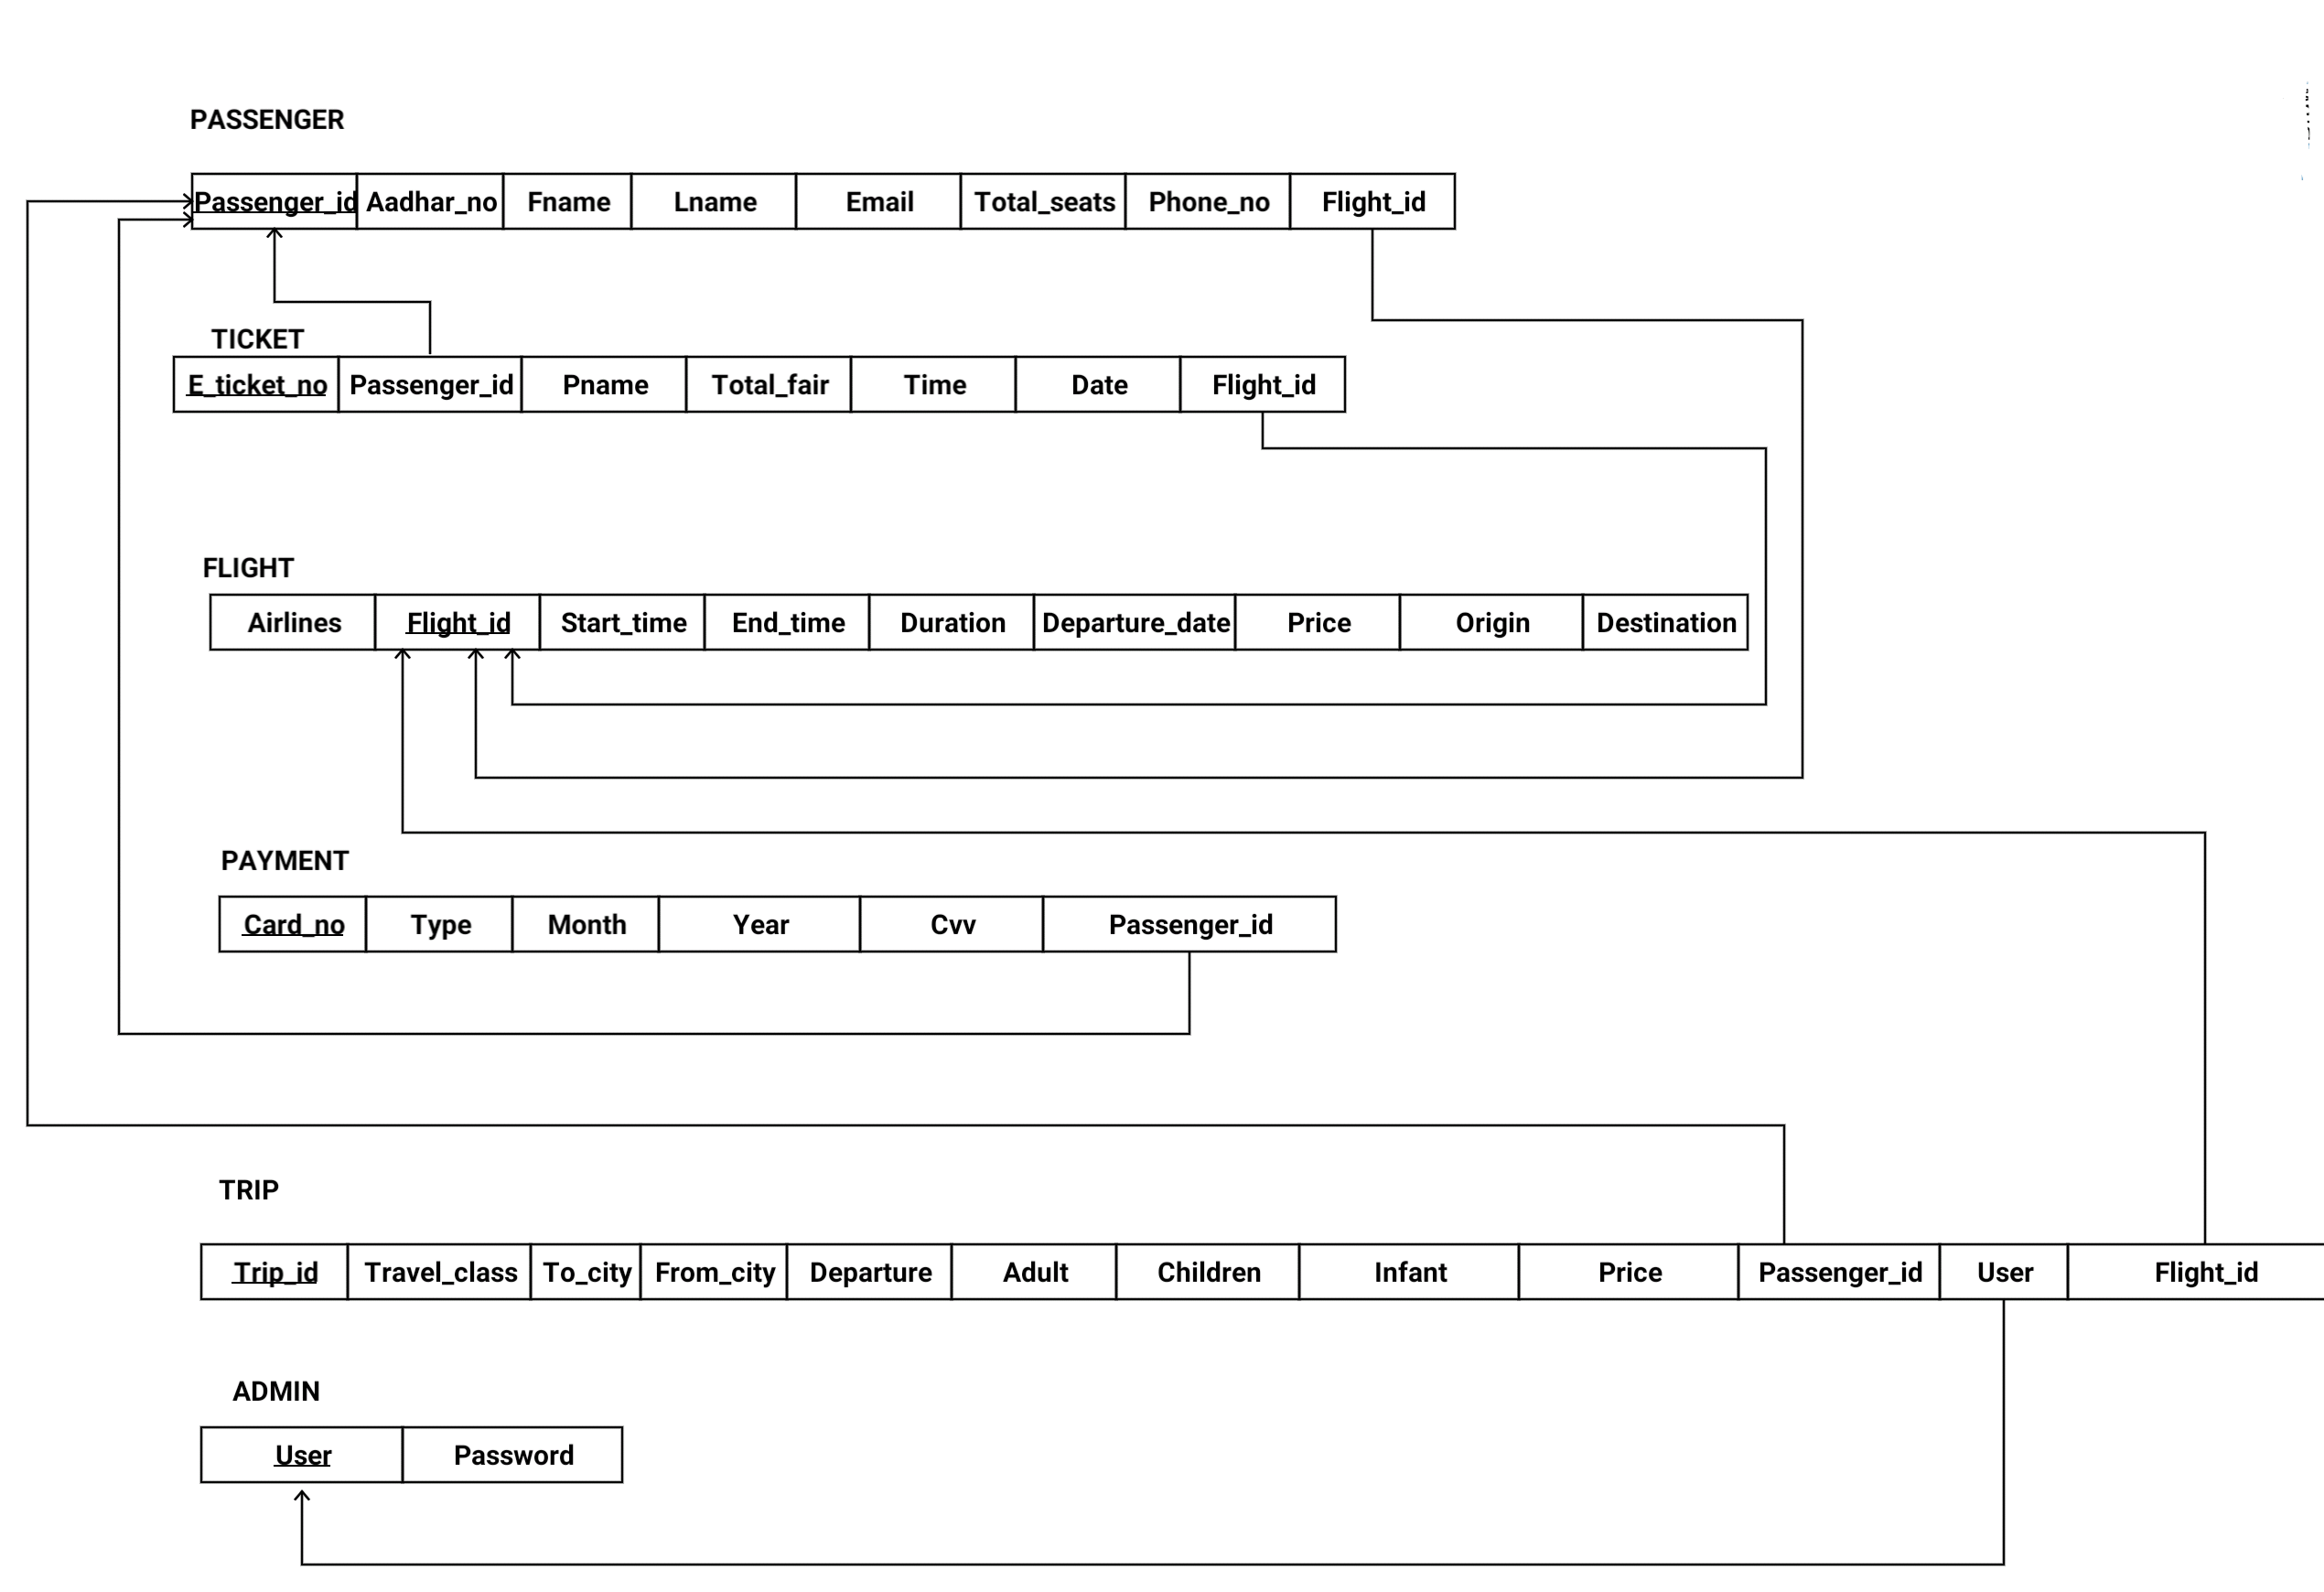 PASSENGER
Passenger_id Aadhar_no Fname Lname Email Total_seats Phone_no Flight_id
TICKET
E_ticket_no Passenger_id Pname Total_fair Time Date Flight_id
FLIGHT
Airlines Flight_id Start_time End_time Duration Departure_date Price Origin Destination
PAYMENT
Card_no Type Month Year Cvv Passenger_id
TRIP
Trip_id Travel_class To_city From_city Departure Adult Children Infant Price Passenger_id User Flight_id
ADMIN
User Password